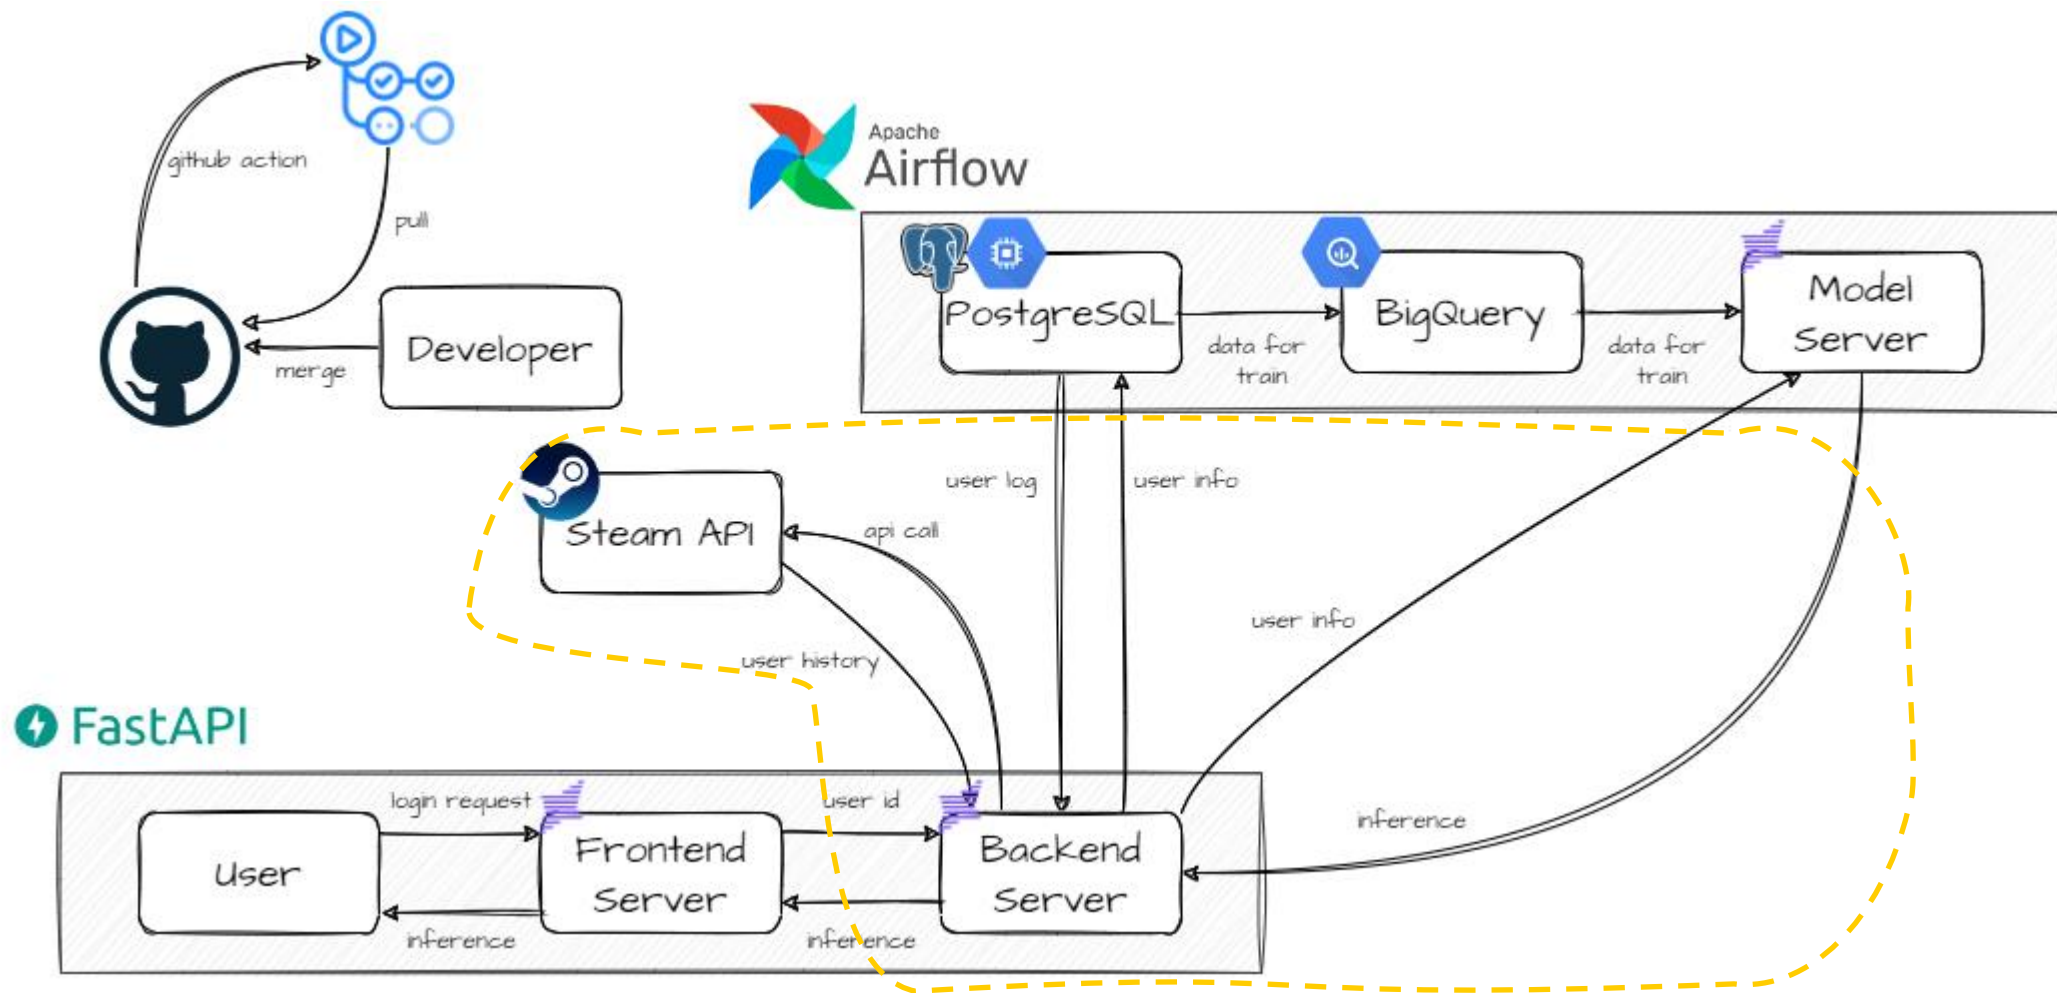 github action
pull
Developer
merge
Apache
Airflow
PostgreSQL
data for
train
BigQuery
data for
train
Model
Server
Steam API
api call
user history
user log
user info
user info
inference
FastAPI
User
login request
inference
Frontend
Server
user id
inference
Backend
Server